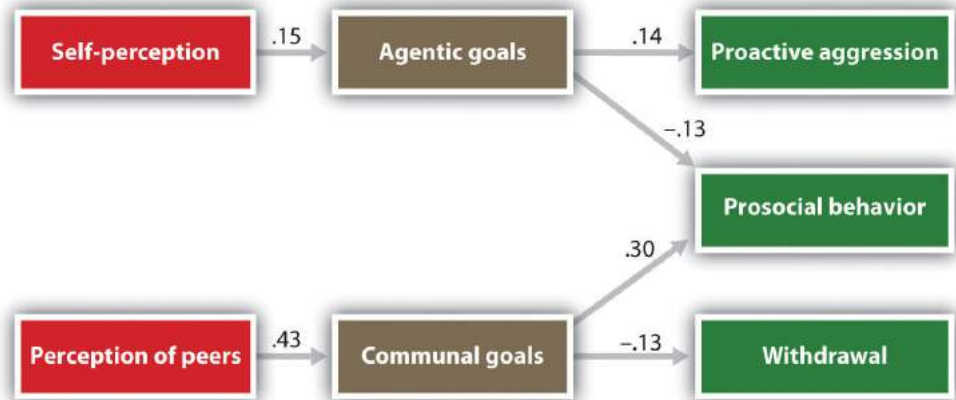 Self-perception
.15
Agentic goals
.14
Proactive aggression
–.13
Prosocial behavior
.30
Perception of peers
.43
Communal goals
–.13
Withdrawal